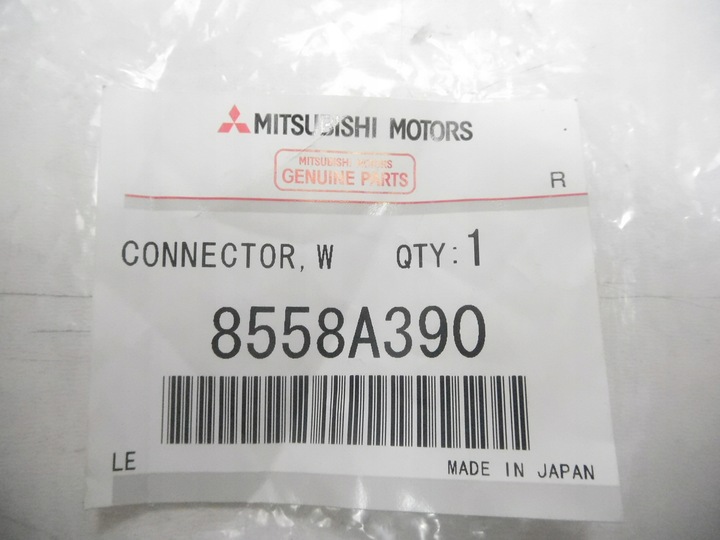 MITSUBISHI MOTORS
MITSUBISHI MOTORS
GENUINE PARTS
R
CONNECTOR, W QTY: 1
8558A390
LE MADE IN JAPAN